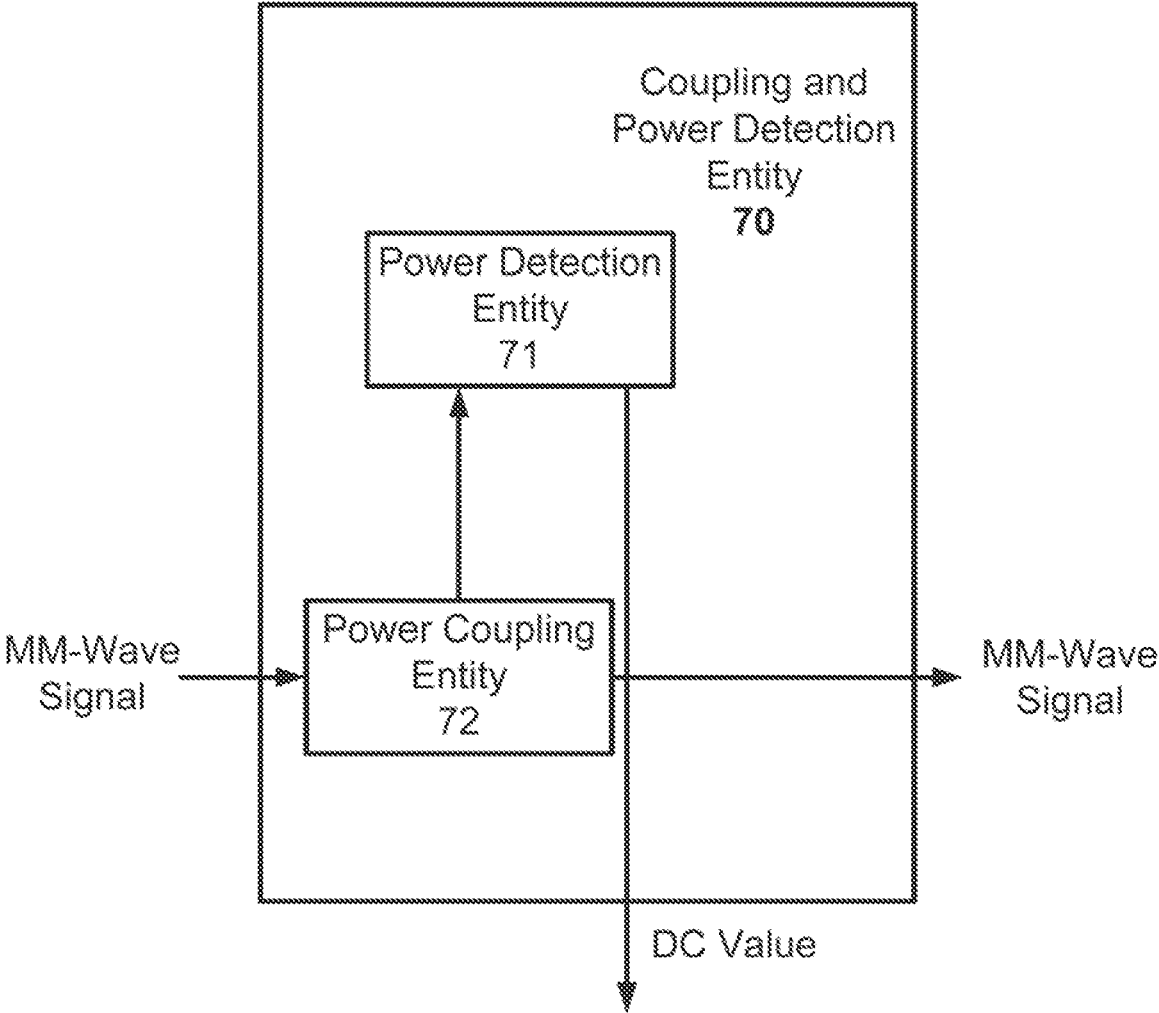 Coupling and
Power Detection
Entity
70
Power Detection
Entity
71
Power Coupling
Entity
72
MM-Wave
Signal
MM-Wave
Signal
DC Value